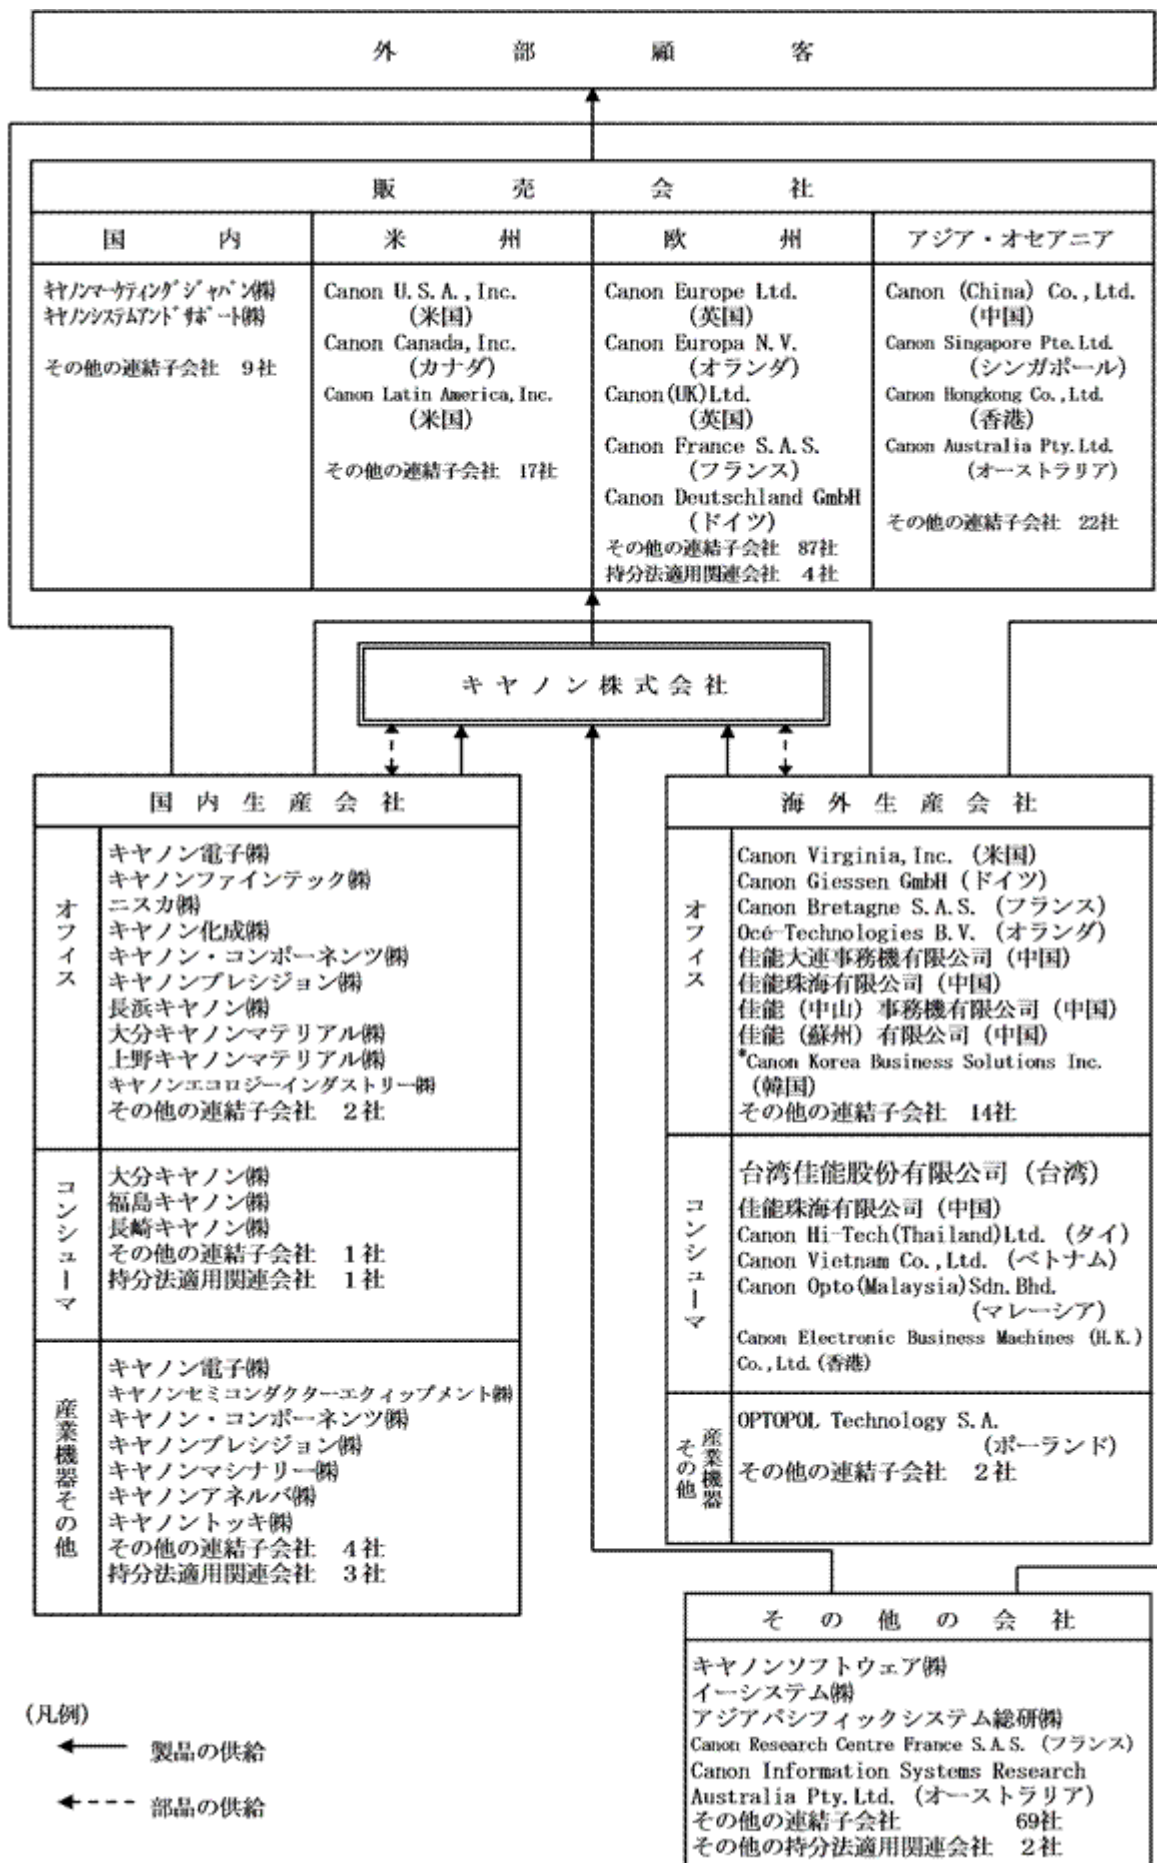 外部顧客
販売会社
国内
キヤノンマーケティングジャパン㈱
キヤノンシステムアンドサポート㈱
その他の連結子会社 9社
米州
Canon U.S.A.,Inc.
(米国)
Canon Canada,Inc.
(カナダ)
Canon Latin America,Inc.
(米国)
その他の連結子会社 17社
欧州
Canon Europe Ltd.
(英国)
Canon Europa N.V.
(オランダ)
Canon(UK)Ltd.
(英国)
Canon France S.A.S.
(フランス)
Canon Deutschland GmbH
(ドイツ)
その他の連結子会社 87社
持分法適用関連会社 4社
アジア・オセアニア
Canon (China) Co.,Ltd.
(中国)
Canon Singapore Pte.Ltd.
(シンガポール)
Canon Hongkong Co.,Ltd.
(香港)
Canon Australia Pty.Ltd.
(オーストラリア)
その他の連結子会社 22社
キヤノン株式会社
国内生産会社
オフィス
キヤノン電子㈱
キヤノンファインテック㈱
ニスカ㈱
キヤノン化成㈱
キヤノン・コンポーネンツ㈱
キヤノンプレシジョン㈱
長浜キヤノン㈱
大分キヤノンマテリアル㈱
上野キヤノンマテリアル㈱
キヤノンエコロジーインダストリー㈱
その他の連結子会社 2社
コンシューマ
大分キヤノン㈱
福島キヤノン㈱
長崎キヤノン㈱
その他の連結子会社 1社
持分法適用関連会社 1社
産業機器その他
キヤノン電子㈱
キヤノンセミコンダクターエクィップメント㈱
キヤノン・コンポーネンツ㈱
キヤノンプレシジョン㈱
キヤノンマシナリー㈱
キヤノンアネルバ㈱
キヤノントッキ㈱
その他の連結子会社 4社
持分法適用関連会社 3社
海外生産会社
オフィス
Canon Virginia,Inc. (米国)
Canon Giessen GmbH (ドイツ)
Canon Bretagne S.A.S. (フランス)
Océ-Technologies B.V. (オランダ)
佳能大連事務機有限公司 (中国)
佳能珠海有限公司 (中国)
佳能 (中山) 事務機有限公司 (中国)
佳能 (蘇州) 有限公司 (中国)
*Canon Korea Business Solutions Inc.
(韓国)
その他の連結子会社 14社
コンシューマ
台湾佳能股份有限公司 (台湾)
佳能珠海有限公司 (中国)
Canon Hi-Tech(Thailand)Ltd. (タイ)
Canon Vietnam Co.,Ltd. (ベトナム)
Canon Opto(Malaysia)Sdn.Bhd.
(マレーシア)
Canon Electronic Business Machines (H.K.)
Co.,Ltd.(香港)
産業機器
その他
OPTOPOL Technology S.A.
(ポーランド)
その他の連結子会社 2社
その他の会社
キヤノンソフトウェア㈱
イーシステム㈱
アジアパシフィックシステム総研㈱
Canon Research Centre France S.A.S. (フランス)
Canon Information Systems Research
Australia Pty.Ltd. (オーストラリア)
その他の連結子会社 69社
その他の持分法適用関連会社 2社
(凡例)
製品の供給
部品の供給